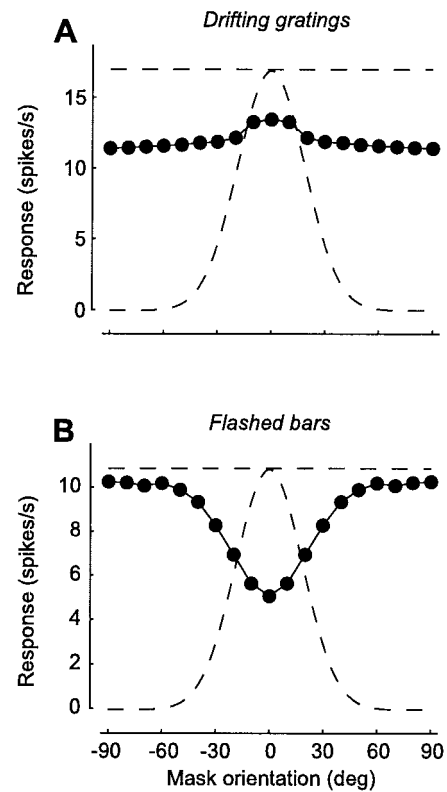 A
Drifting gratings
Response (spikes/s)
15
10
5
0
B
Flashed bars
Response (spikes/s)
10
8
6
4
2
0
-90 -60 -30 0 30 60 90
Mask orientation (deg)